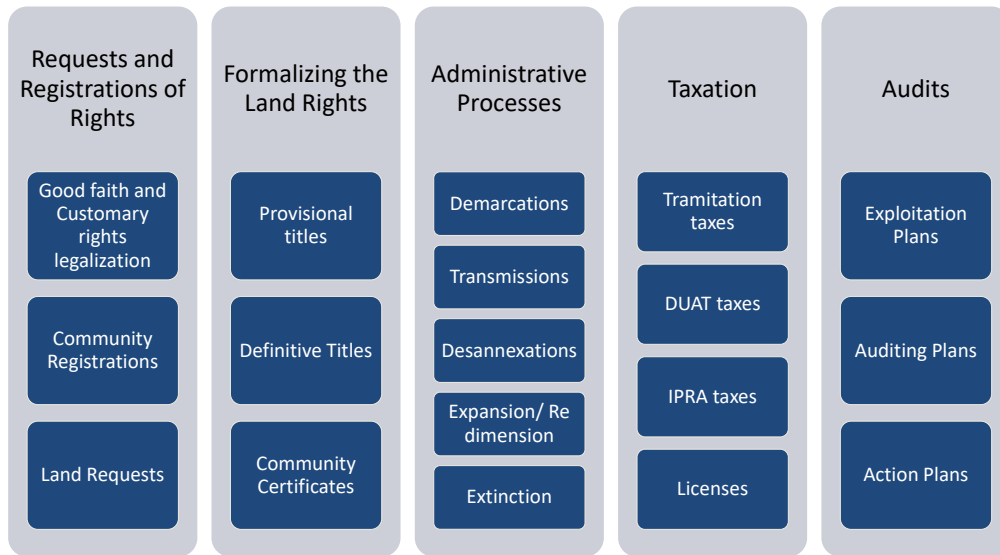 Requests and
Registrations of
Rights
Good faith and
Customary
rights
legalization
Community
Registrations
Land Requests
Formalizing the
Land Rights
Provisional
titles
Definitive Titles
Community
Certificates
Administrative
Processes
Demarcations
Transmissions
Desannexations
Expansion/ Re
dimension
Extinction
Taxation
Tramitation
taxes
DUAT taxes
IPRA taxes
Licenses
Audits
Exploitation
Plans
Auditing Plans
Action Plans